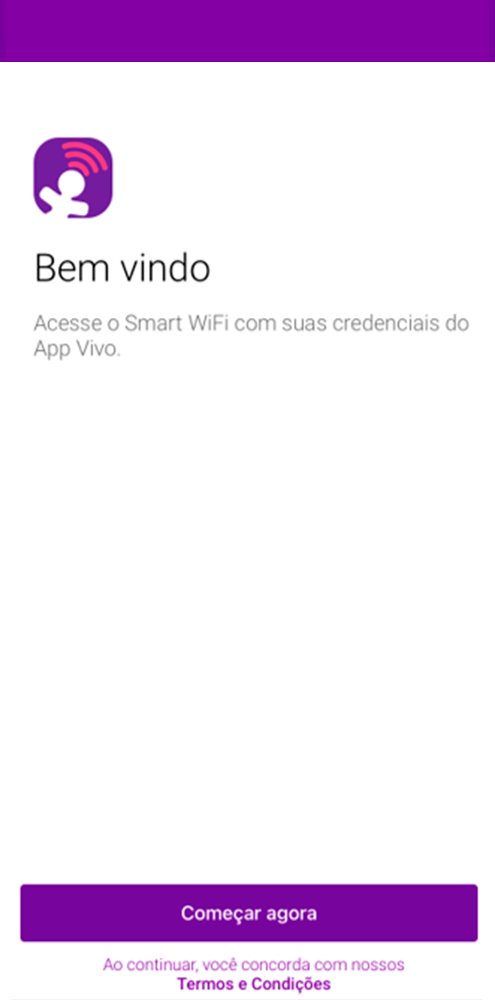 Bem vindo
Acesse o Smart WiFi com suas credenciais do
App Vivo.
Começar agora
Ao continuar, você concorda com nossos
Termos e Condições